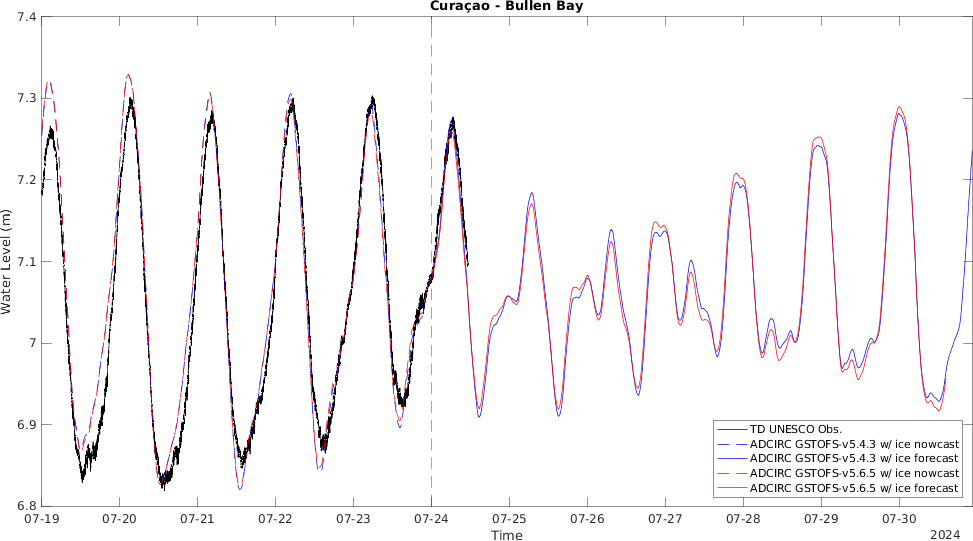 Curaçao - Bullen Bay
7.4
7.3
7.2
7.1
7
6.9
6.8
Water Level (m)
07-19 07-20 07-21 07-22 07-23 07-24 07-25 07-26 07-27 07-28 07-29 07-30
Time
2024
TD UNESCO Obs.
ADCIRC GSTOFS-v5.4.3 w/ ice nowcast
ADCIRC GSTOFS-v5.4.3 w/ ice forecast
ADCIRC GSTOFS-v5.6.5 w/ ice nowcast
ADCIRC GSTOFS-v5.6.5 w/ ice forecast